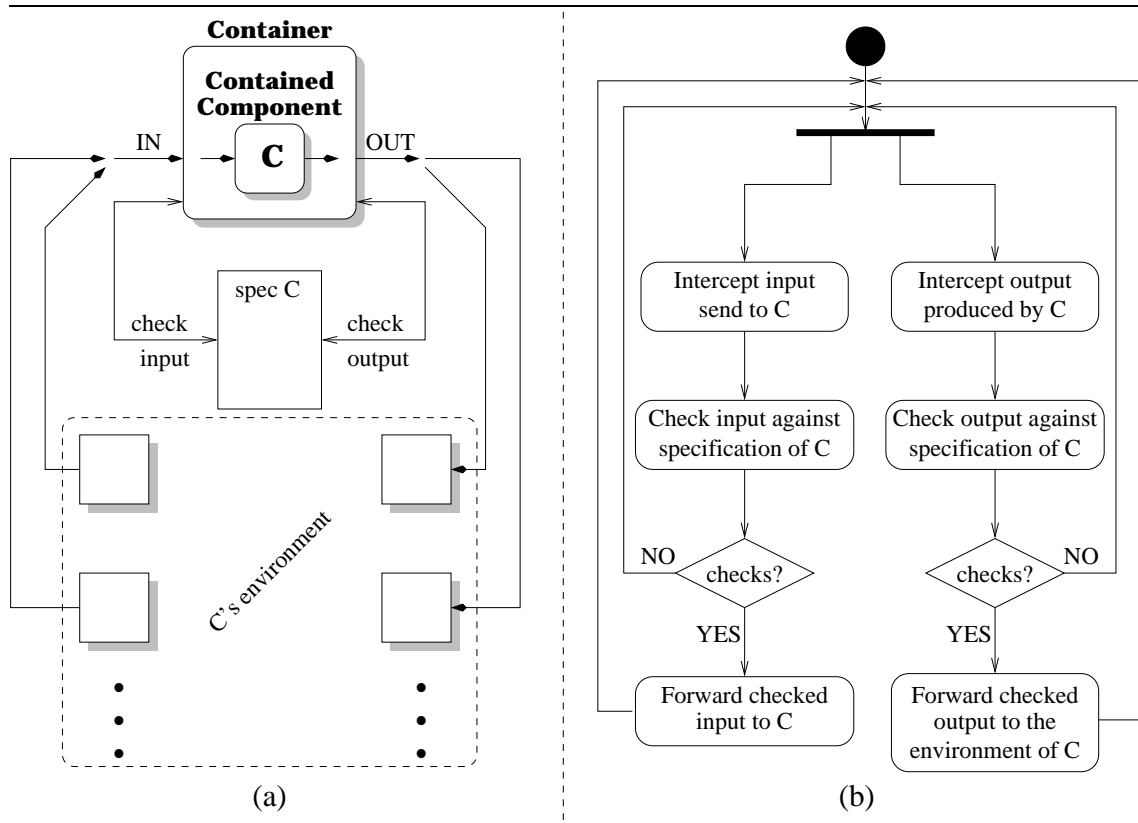 Container
Contained
Component
C
IN
OUT
spec C
check
input
check
output
C's environment
(a)
Intercept input
send to C
Intercept output
produced by C
Check input against
specification of C
Check output against
specification of C
NO
checks?
checks?
NO
YES
YES
Forward checked
input to C
Forward checked
output to the
environment of C
(b)